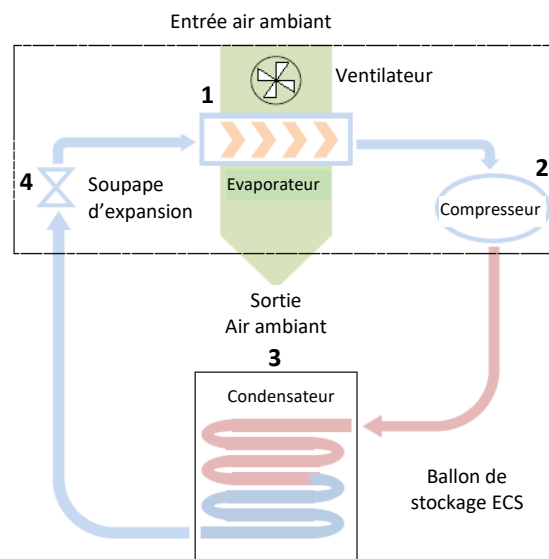 Entrée air ambiant
Ventilateur
1
Evaporateur
2
Compresseur
4
Soupape
d’expansion
Sortie
Air ambiant
3
Condensateur
Ballon de
stockage ECS